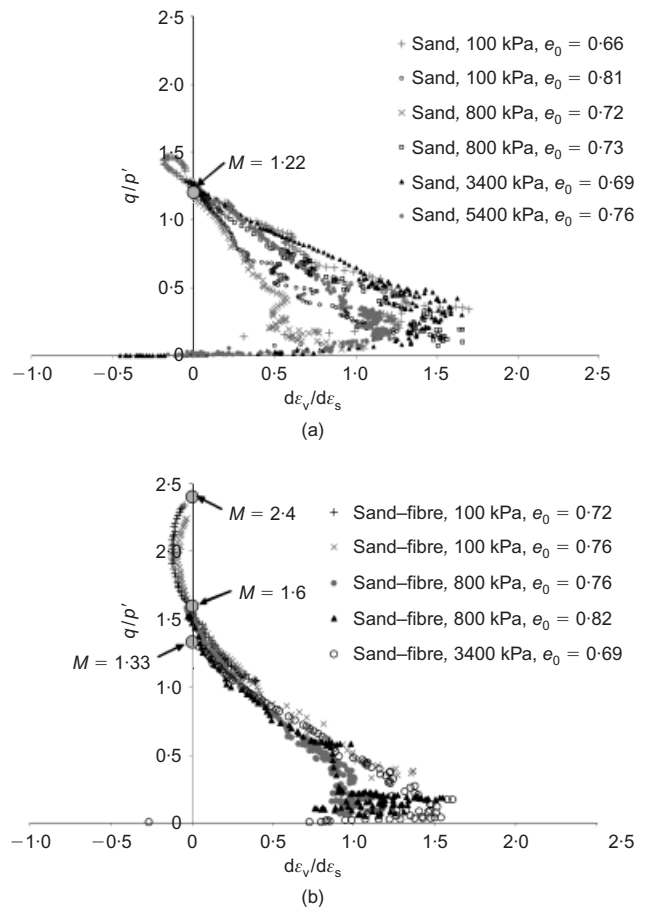 2·5
2·0
1·5
1·0
0·5
0
q/p′
M = 1·22
Sand, 100 kPa, e0 = 0·66
Sand, 100 kPa, e0 = 0·81
Sand, 800 kPa, e0 = 0·72
Sand, 800 kPa, e0 = 0·73
Sand, 3400 kPa, e0 = 0·69
Sand, 5400 kPa, e0 = 0·76
−1·0 −0·5 0 0·5 1·0 1·5 2·0 2·5
dεv/dεs
(a)
2·5
2·0
1·5
1·0
0·5
0
q/p′
M = 2·4
M = 1·6
M = 1·33
Sand–fibre, 100 kPa, e0 = 0·72
Sand–fibre, 100 kPa, e0 = 0·76
Sand–fibre, 800 kPa, e0 = 0·76
Sand–fibre, 800 kPa, e0 = 0·82
Sand–fibre, 3400 kPa, e0 = 0·69
−1·0 −0·5 0 0·5 1·0 1·5 2·0 2·5
dεv/dεs
(b)